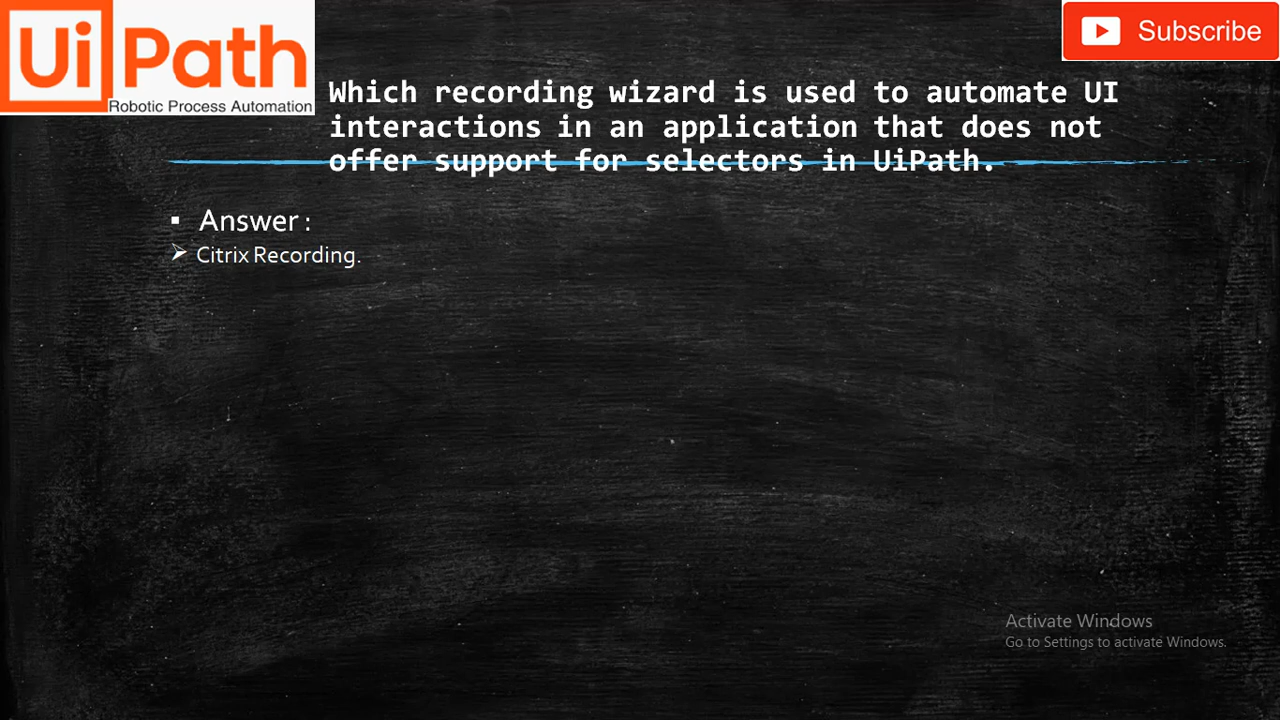 UiPath
Robotic Process Automation
Subscribe
Which recording wizard is used to automate UI
interactions in an application that does not
offer support for selectors in UiPath.
▪ Answer :
➢ Citrix Recording.
Activate Windows
Go to Settings to activate Windows.